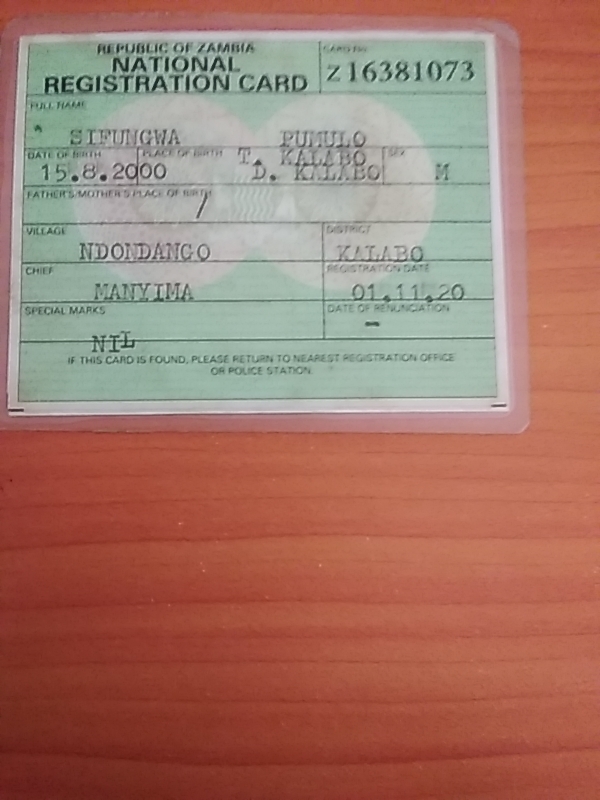 REPUBLIC OF ZAMBIA
NATIONAL
REGISTRATION CARD
CARD No
Z 16381073
FULL NAME
* SIFUNGWA PUMULO
DATE OF BIRTH PLACE OF BIRTH T. KALABO SEX
15.8.2000 D. KALABO M
FATHER'S/MOTHER'S PLACE OF BIRTH
/
VILLAGE DISTRICT
NDONDANGO KALABO
CHIEF REGISTRATION DATE
MANYIMA 01.11.20
SPECIAL MARKS DATE OF RENUNCIATION
NIL -
IF THIS CARD IS FOUND, PLEASE RETURN TO NEAREST REGISTRATION OFFICE
OR POLICE STATION